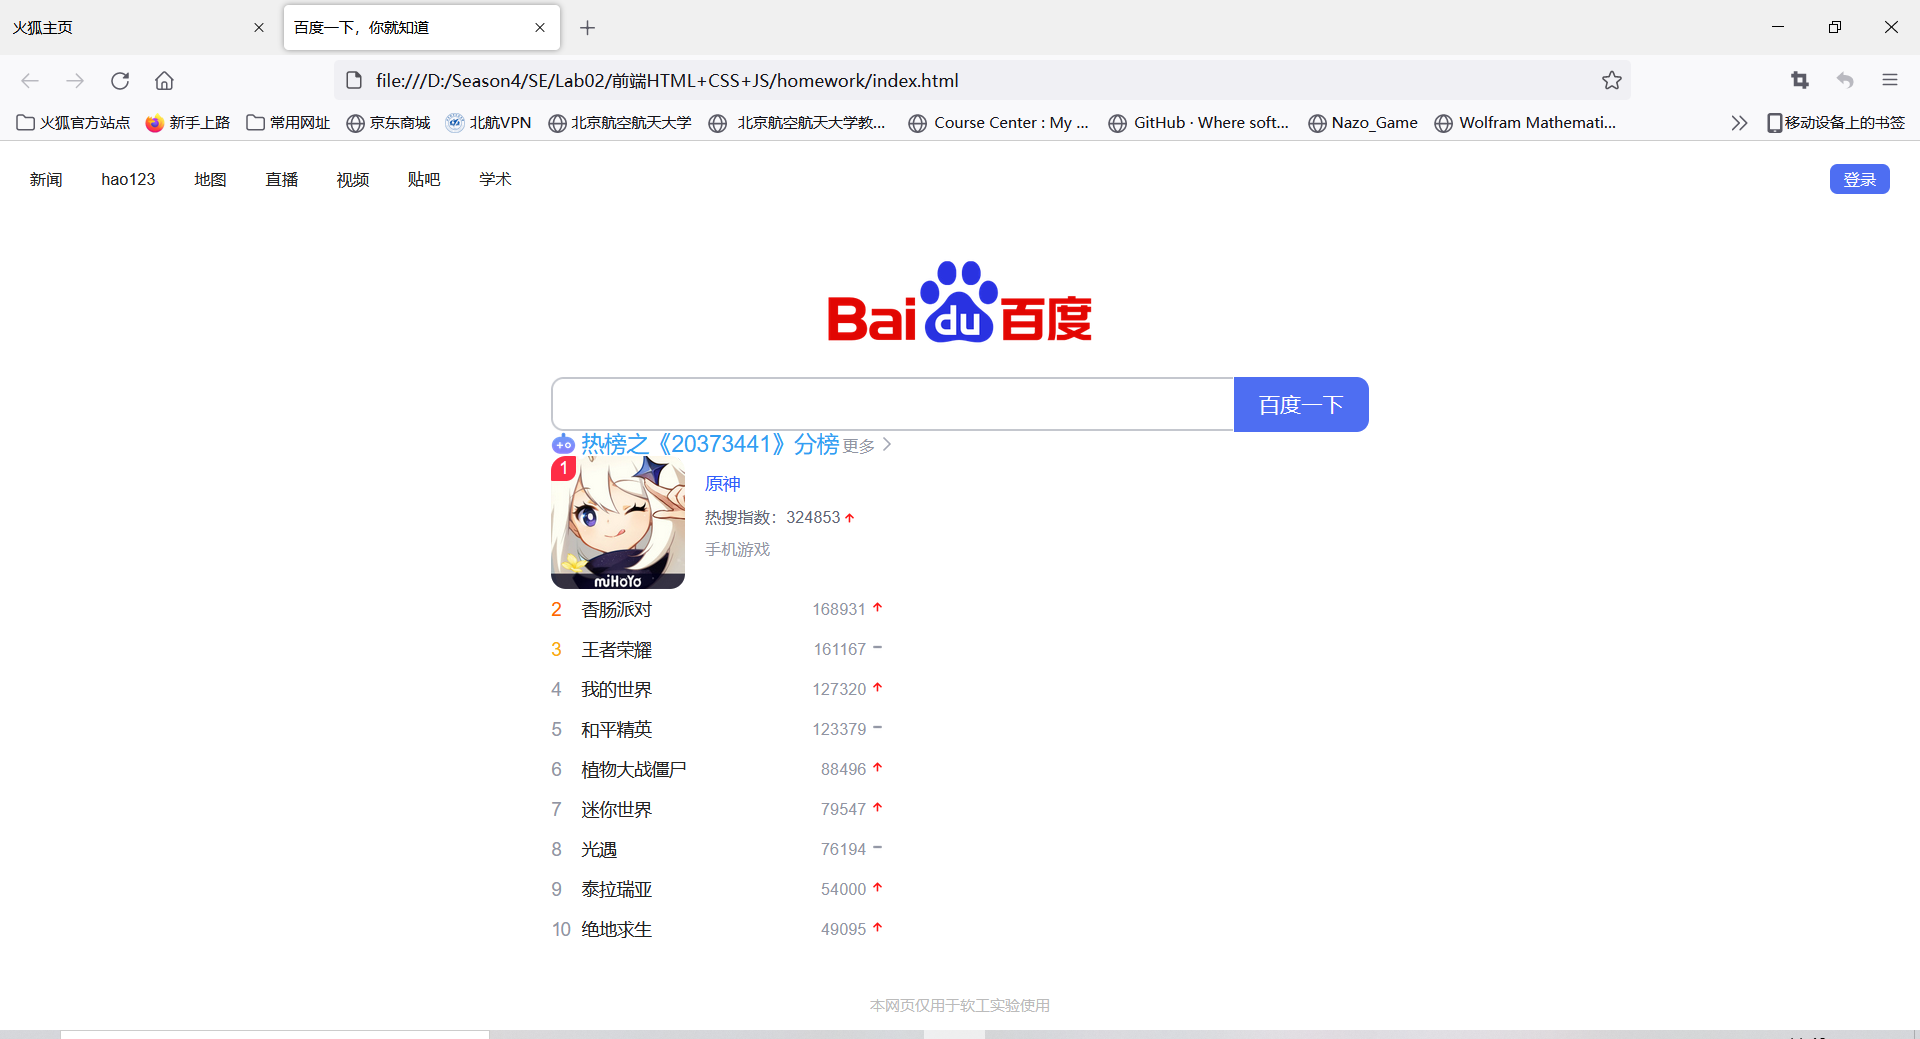 火狐主页
百度一下，你就知道
file:///D:/Season4/SE/Lab02/前端HTML+CSS+JS/homework/index.html
火狐官方站点 新手上路 常用网址 京东商城 北航VPN 北京航空航天大学 北京航空航天大学教... Course Center : My ... GitHub · Where soft... Nazo_Game Wolfram Mathemati... 移动设备上的书签
新闻 hao123 地图 直播 视频 贴吧 学术 登录
Bai du 百度
百度一下
热榜之《20373441》分榜 更多
1
原神
热搜指数：324853
手机游戏
miHoYo
2 香肠派对 168931
3 王者荣耀 161167
4 我的世界 127320
5 和平精英 123379
6 植物大战僵尸 88496
7 迷你世界 79547
8 光遇 76194
9 泰拉瑞亚 54000
10 绝地求生 49095
本网页仅用于软工实验使用